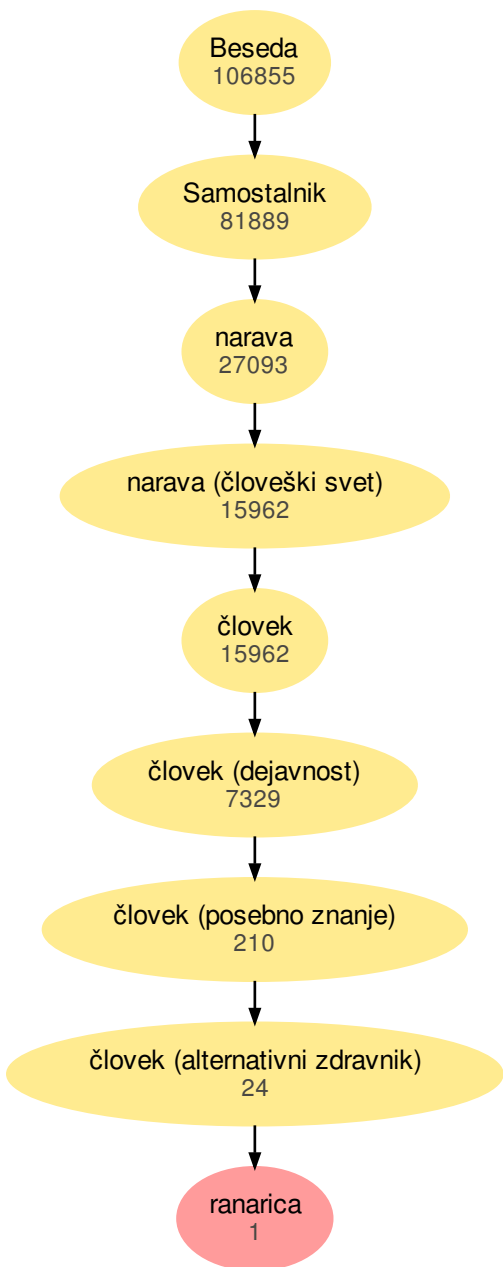 Beseda
106855
Samostalnik
81889
narava
27093
narava (človeški svet)
15962
človek
15962
človek (dejavnost)
7329
človek (posebno znanje)
210
človek (alternativni zdravnik)
24
ranarica
1